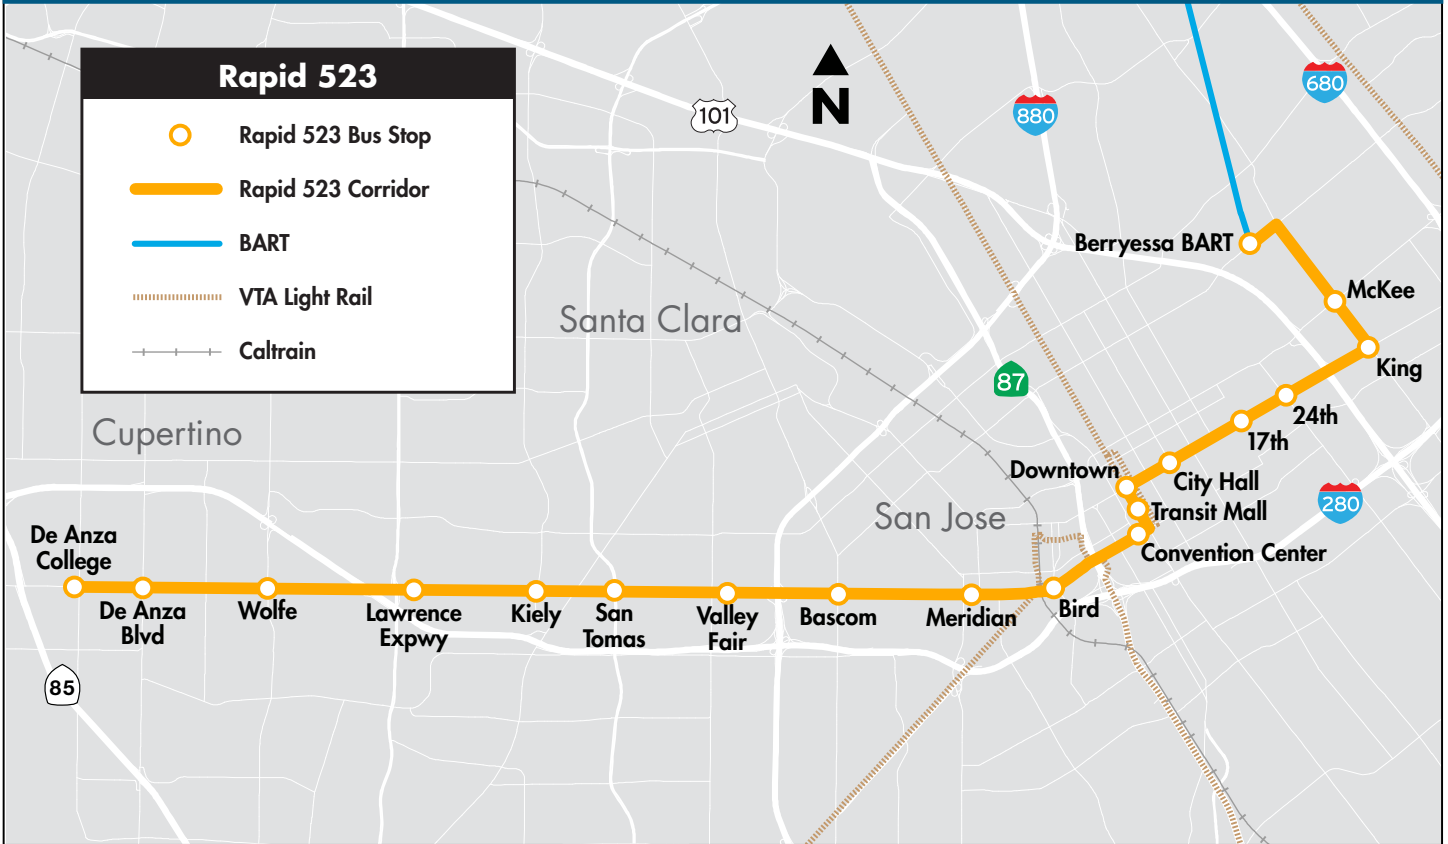 Rapid 523
Rapid 523 Bus Stop
Rapid 523 Corridor
BART
VTA Light Rail
Caltrain
N
101
880
680
Berryessa BART
McKee
Santa Clara
King
87
24th
Cupertino
17th
Downtown
City Hall
280
San Jose
Transit Mall
De Anza
College
Convention Center
De Anza
Blvd
Wolfe
Lawrence
Expwy
Kiely
San
Tomas
Valley
Fair
Bascom
Meridian
Bird
85